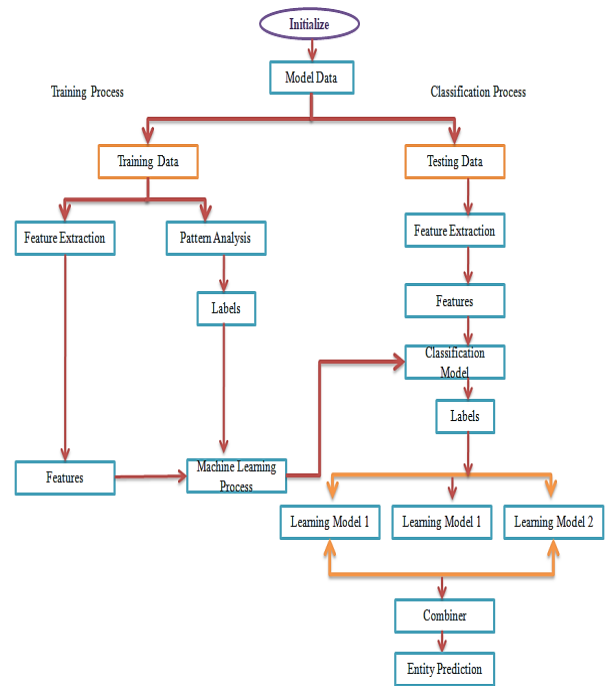 Initialize
Model Data
Training Process
Classification Process
Training Data
Testing Data
Feature Extraction
Pattern Analysis
Feature Extraction
Labels
Features
Classification
Model
Labels
Features
Machine Learning
Process
Learning Model 1
Learning Model 1
Learning Model 2
Combiner
Entity Prediction